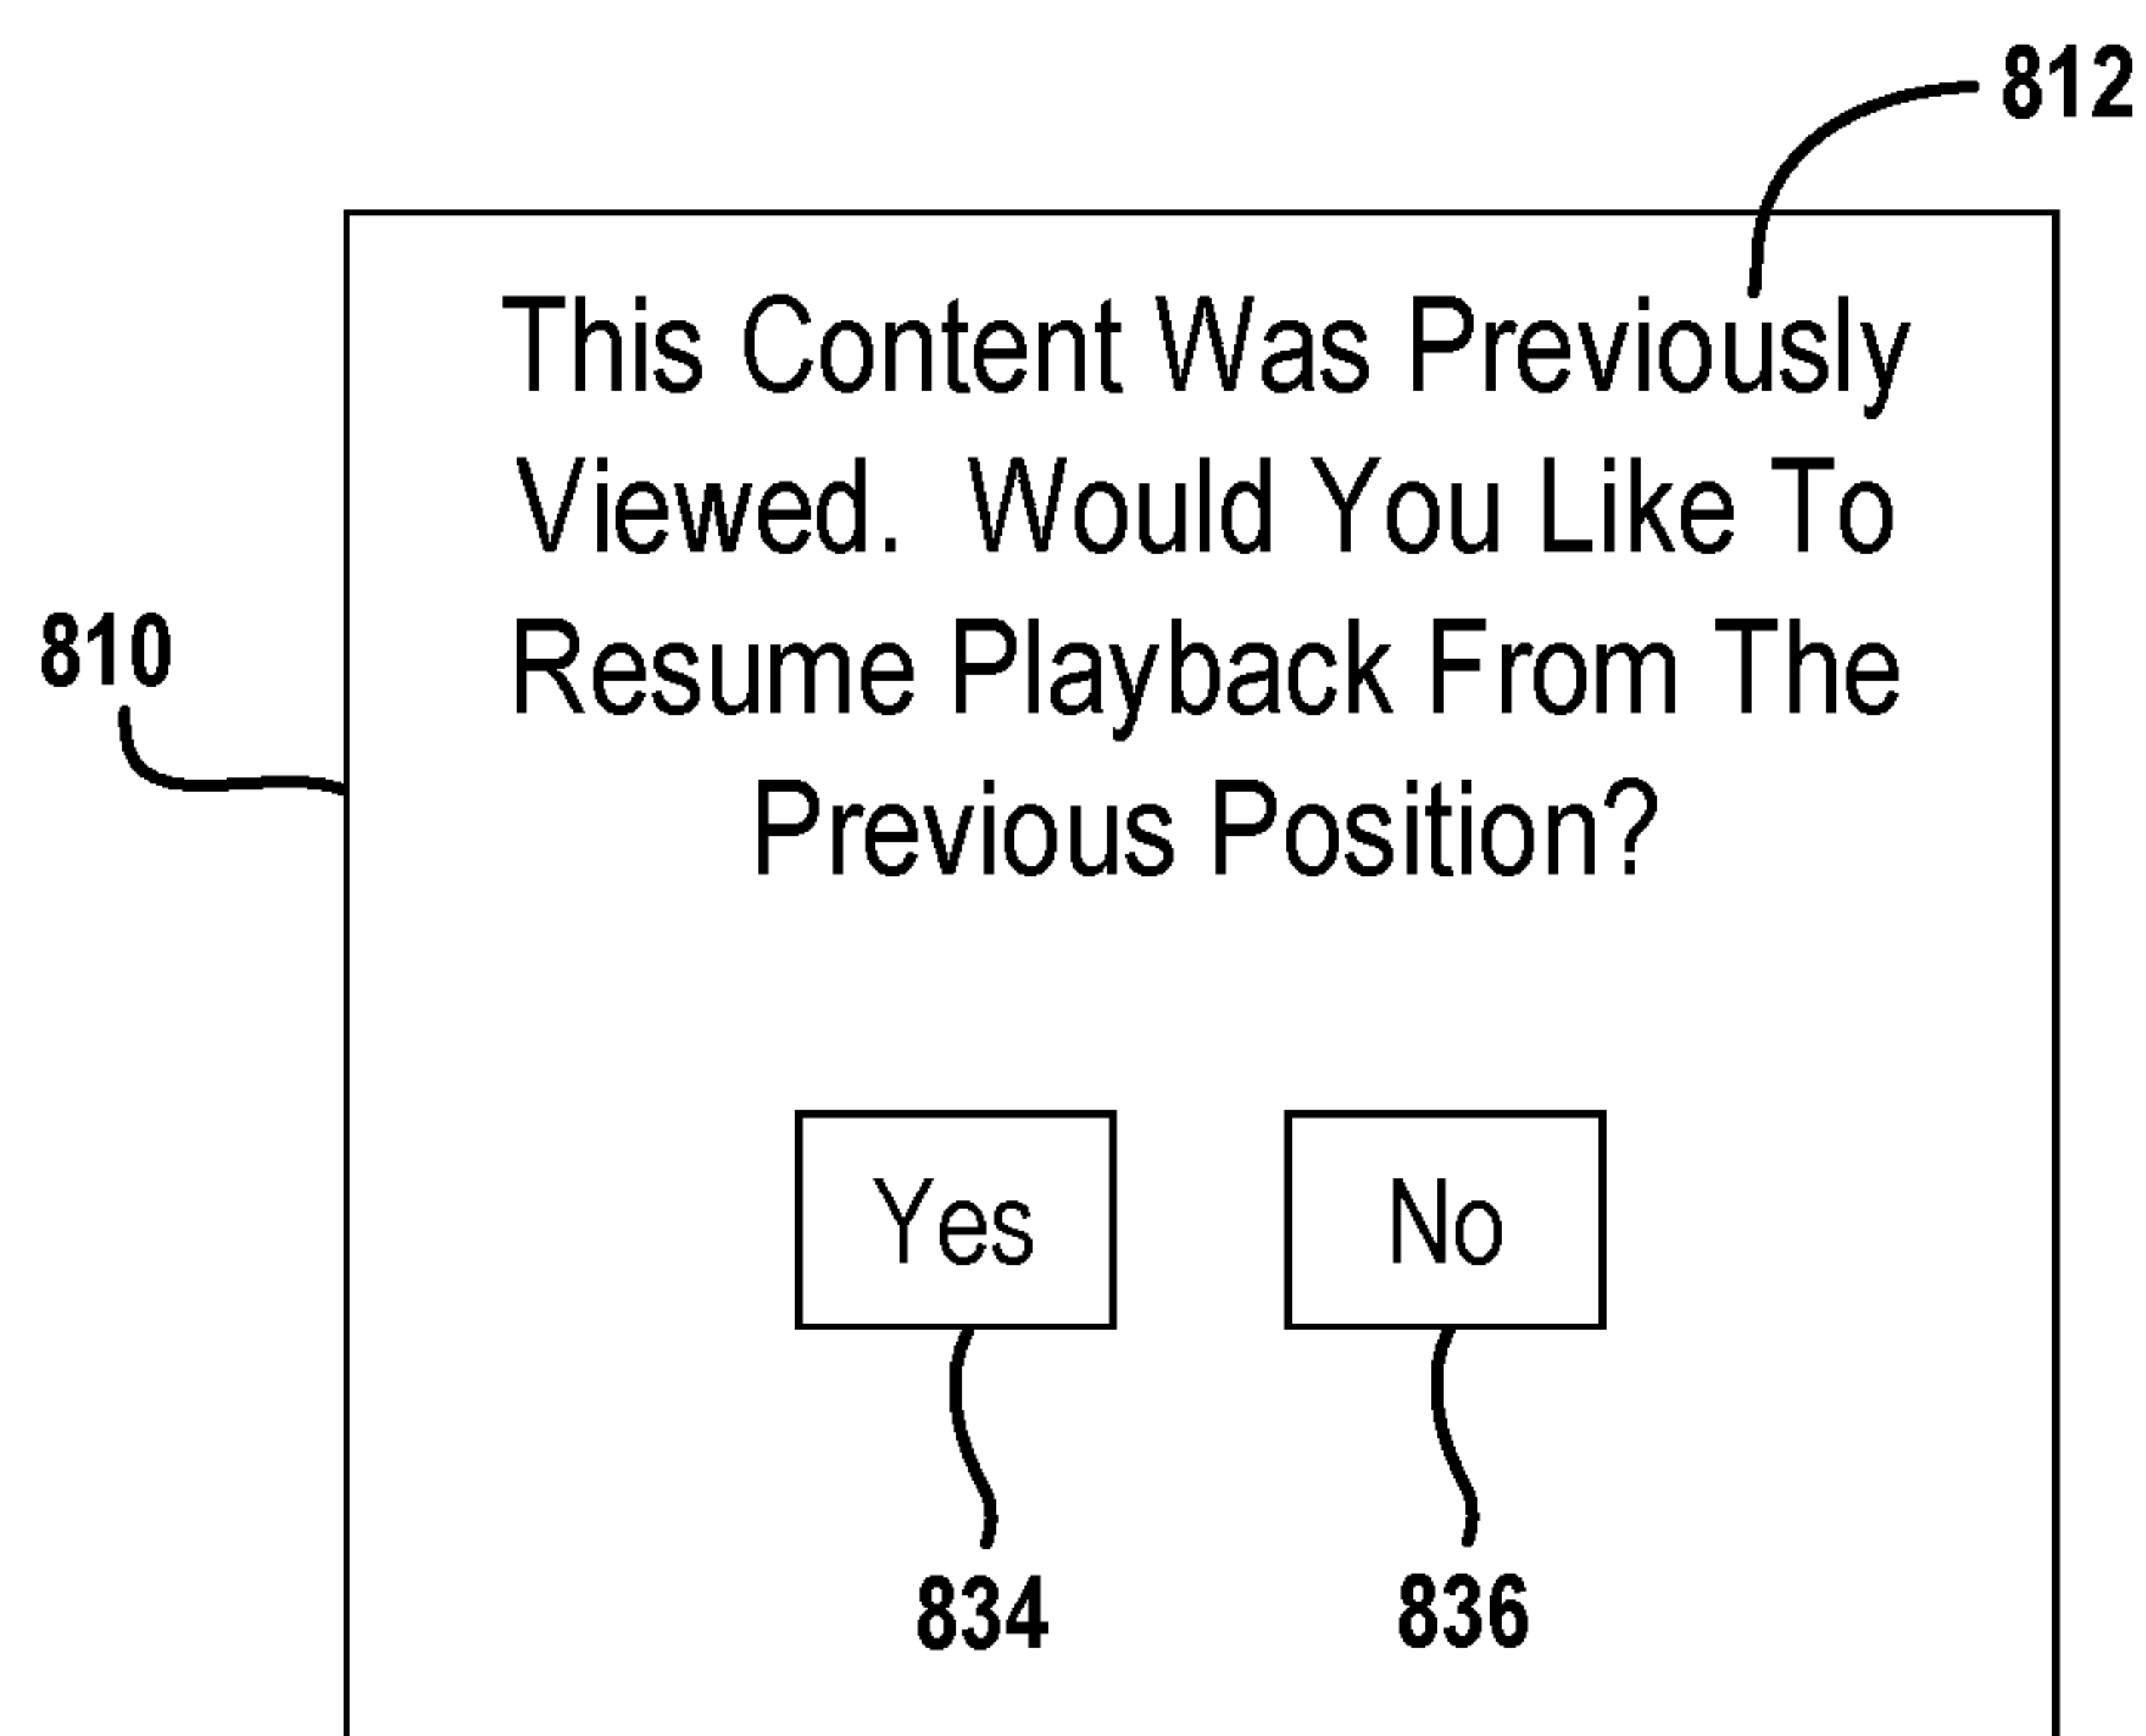 812
This Content Was Previously
Viewed.  Would You Like To
Resume Playback From The
Previous Position?
810
Yes No
834 836